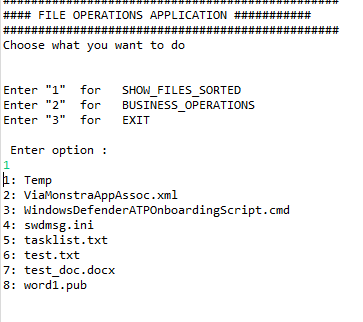 ################################################
#### FILE OPERATIONS APPLICATION ###########
################################################
Choose what you want to do
Enter "1" for SHOW_FILES_SORTED
Enter "2" for BUSINESS_OPERATIONS
Enter "3" for EXIT
Enter option :
1
1: Temp
2: ViaMonstraAppAssoc.xml
3: WindowsDefenderATPOnboardingScript.cmd
4: swdmsg.ini
5: tasklist.txt
6: test.txt
7: test_doc.docx
8: word1.pub